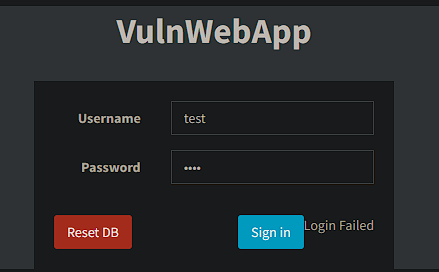 VulnWebApp
Username test
Password ••••
Reset DB Sign in Login Failed